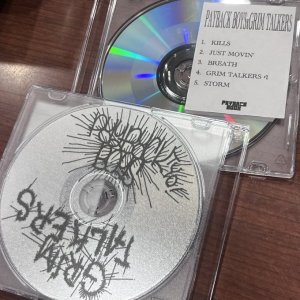 PAYBACK BOYS&GRIM TALKERS
1. KILLS
2. JUST MOVIN'
3. BREATH
4. GRIM TALKERS
5. STORM
PAYBACK
BOYS
GRIM
TALKERS